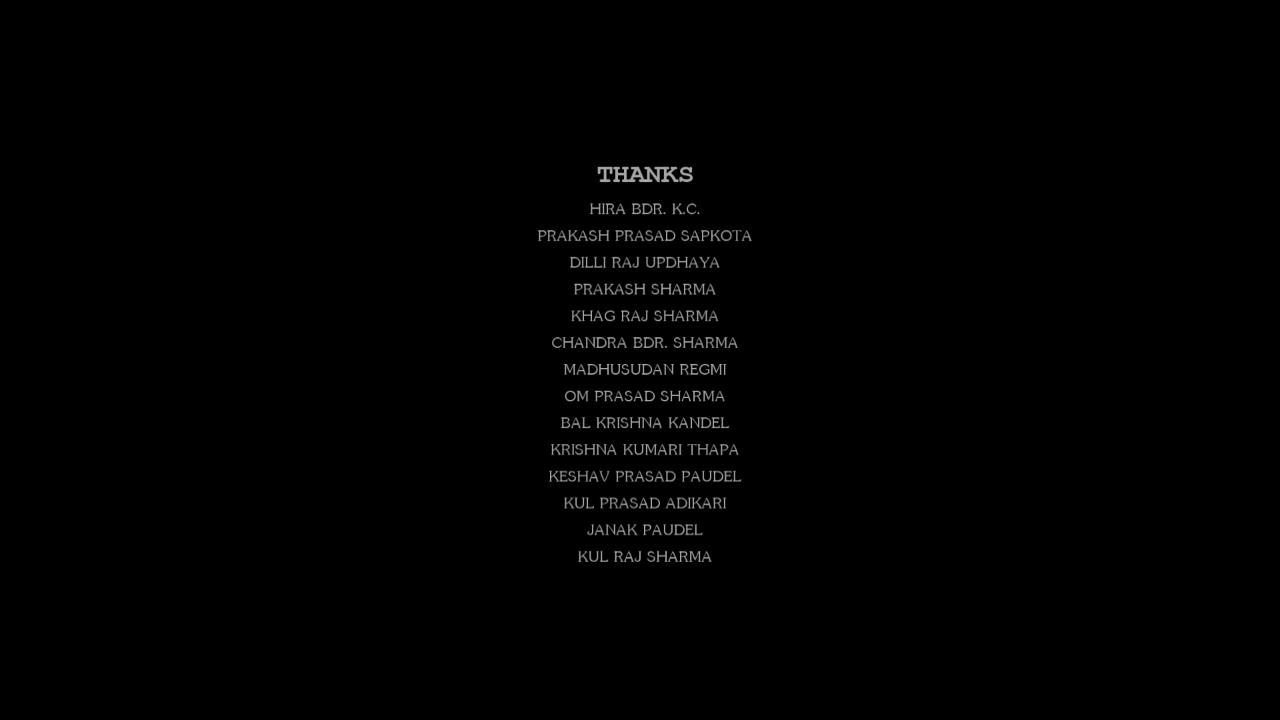 THANKS
HIRA BDR. K.C.
PRAKASH PRASAD SAPKOTA
DILLI RAJ UPDHAYA
PRAKASH SHARMA
KHAG RAJ SHARMA
CHANDRA BDR. SHARMA
MADHUSUDAN REGMI
OM PRASAD SHARMA
BAL KRISHNA KANDEL
KRISHNA KUMARI THAPA
KESHAV PRASAD PAUDEL
KUL PRASAD ADIKARI
JANAK PAUDEL
KUL RAJ SHARMA